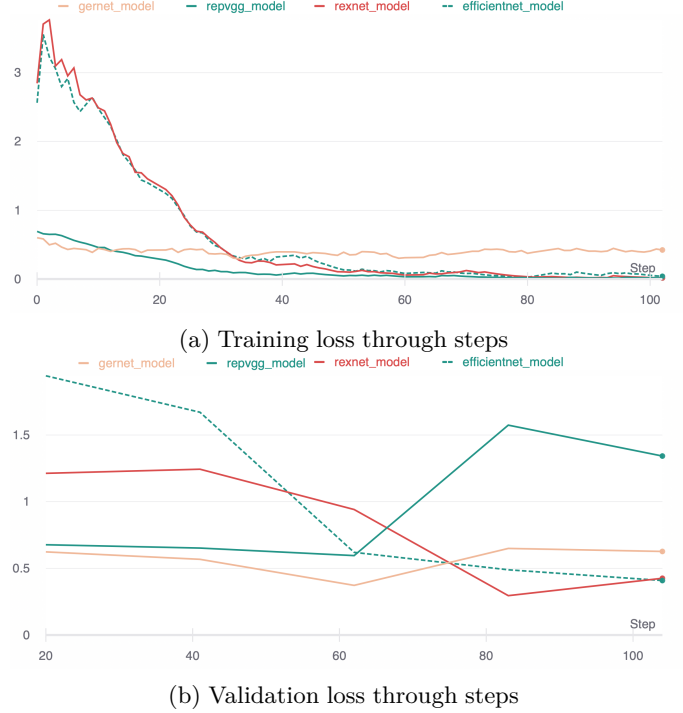 gernet_model repvgg_model rexnet_model efficientnet_model
3
2
1
0
Step
0 20 40 60 80 100
(a) Training loss through steps
gernet_model repvgg_model rexnet_model efficientnet_model
1.5
1
0.5
0
Step
20 40 60 80 100
(b) Validation loss through steps